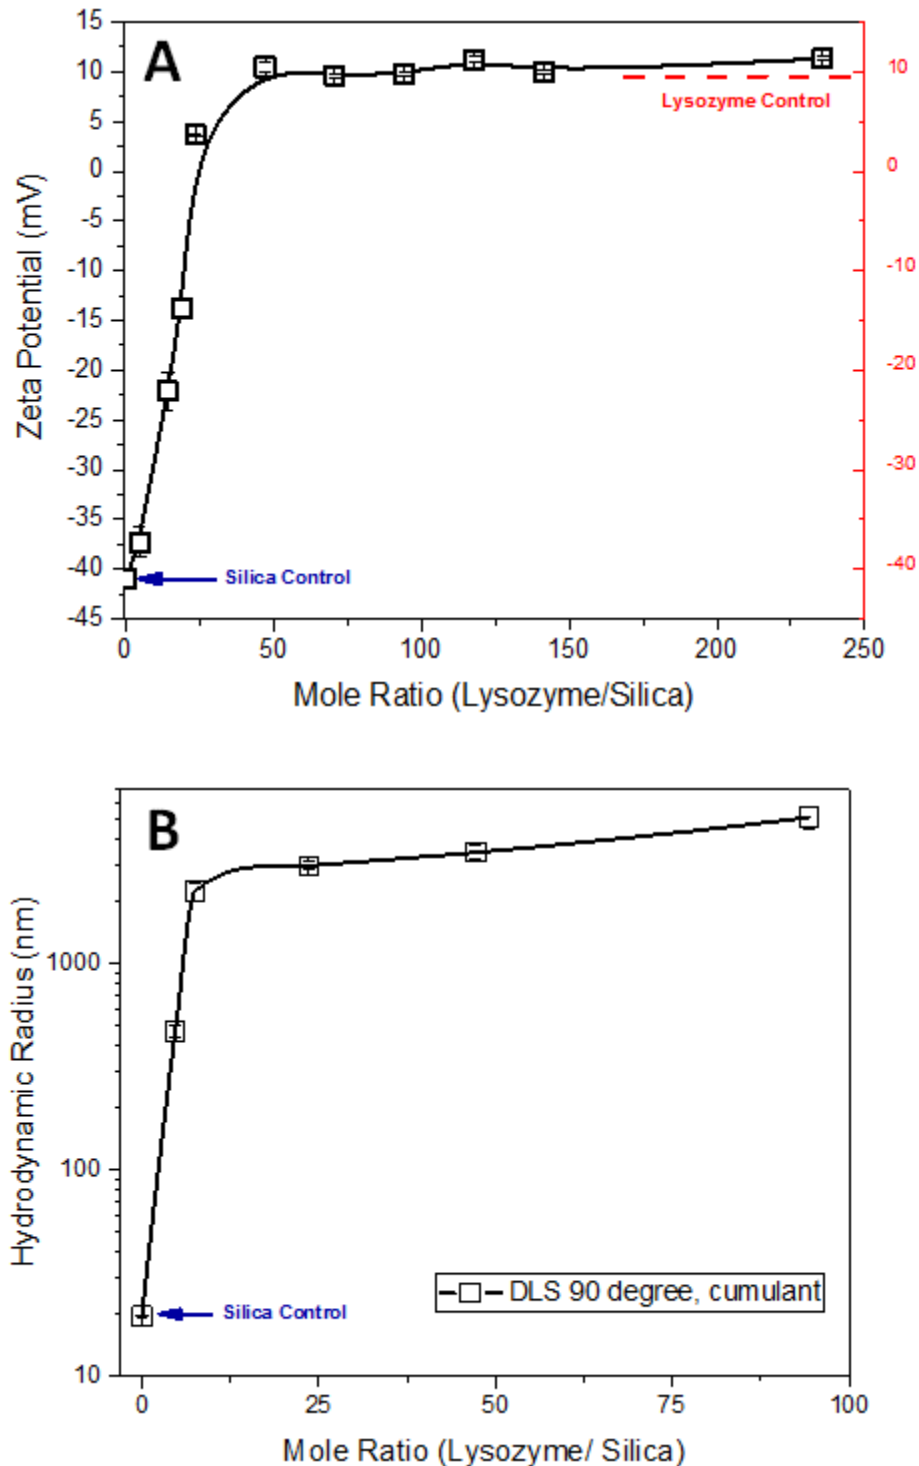 A
15
10
5
0
-5
-10
-15
-20
-25
-30
-35
-40
-45
Zeta Potential (mV)
10
0
-10
-20
-30
-40
Lysozyme Control
Silica Control
0 50 100 150 200 250
Mole Ratio (Lysozyme/Silica)
B
1000
100
10
Hydrodynamic Radius (nm)
Silica Control
DLS 90 degree, cumulant
0 25 50 75 100
Mole Ratio (Lysozyme/ Silica)